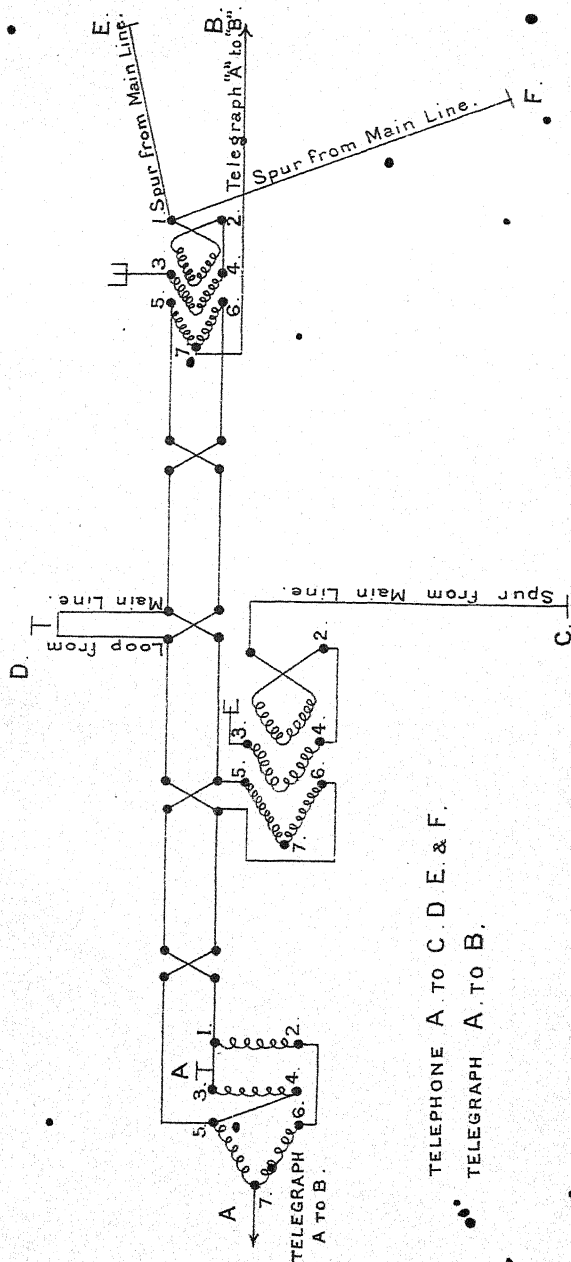 E.
Spur from Main Line.
B.
Telegraph "A" to "B".
Spur from Main Line.
F.
1.
2.
3.
4.
5.
6.
7.
E
D.
T
Loop from
Main Line.
Spur from Main Line.
C.
2.
E
3.
4.
5.
6.
7.
A
T
1.
2.
3.
4.
5.
6.
7.
A
TELEGRAPH
A TO B.
TELEPHONE A. TO C. D. E. & F.
TELEGRAPH A. TO B.